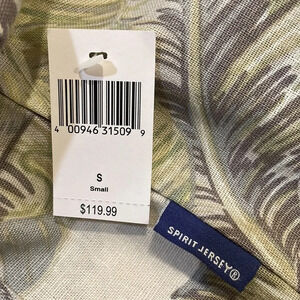 4 00946 31509 9
S
Small
$119.99
SPIRIT JERSEY®